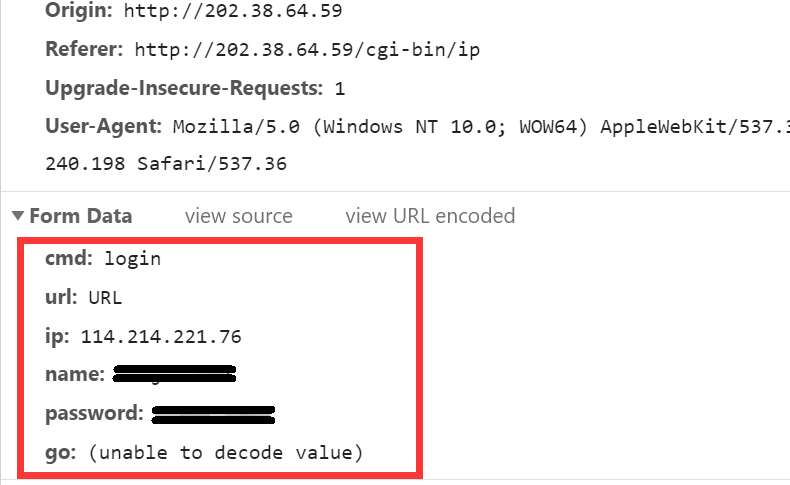 Origin: http://202.38.64.59
Referer: http://202.38.64.59/cgi-bin/ip
Upgrade-Insecure-Requests: 1
User-Agent: Mozilla/5.0 (Windows NT 10.0; WOW64) AppleWebKit/537.3
240.198 Safari/537.36
Form Data view source view URL encoded
cmd: login
url: URL
ip: 114.214.221.76
name:
password:
go: (unable to decode value)